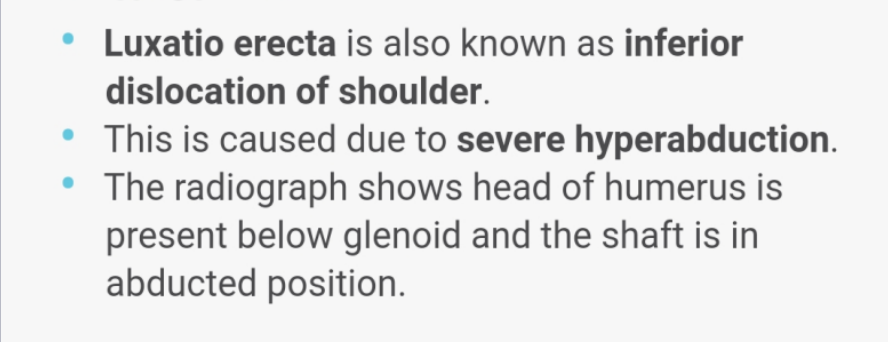 • Luxatio erecta is also known as inferior
dislocation of shoulder.
• This is caused due to severe hyperabduction.
• The radiograph shows head of humerus is
present below glenoid and the shaft is in
abducted position.